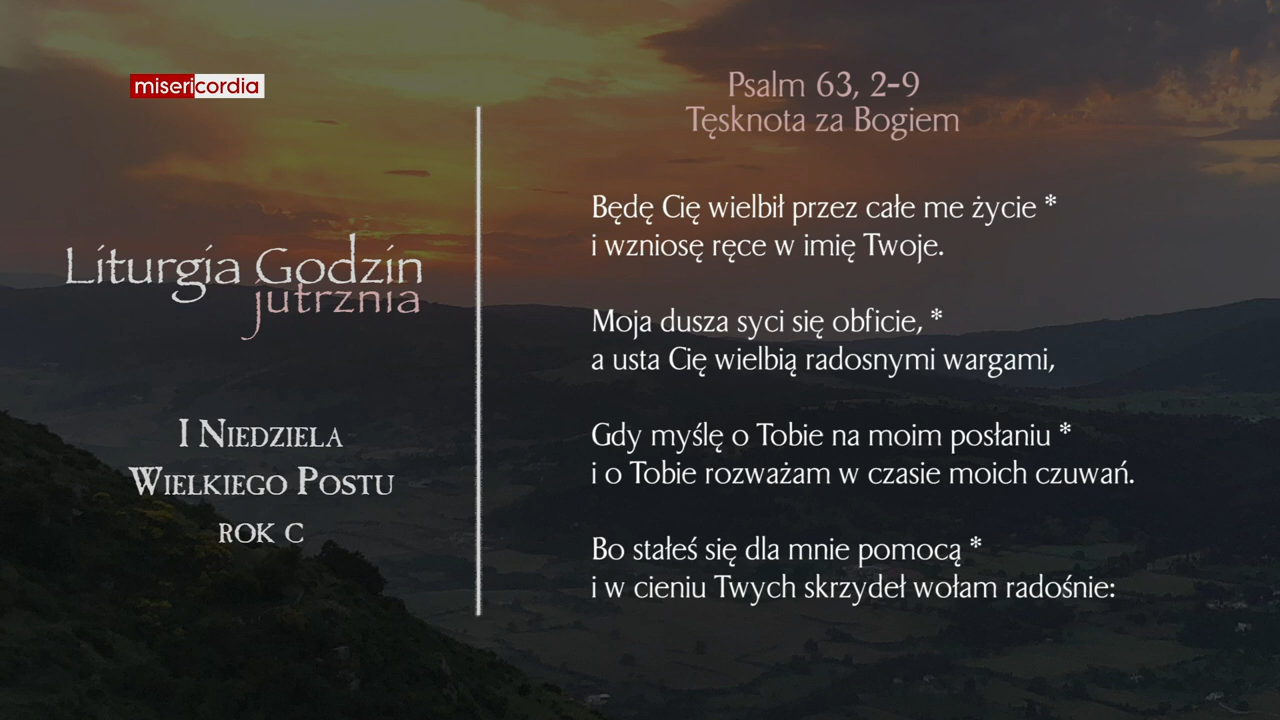 misericordia
Liturgia Godzin
jutrznia
I Niedziela
Wielkiego Postu
rok C
Psalm 63, 2-9
Tęsknota za Bogiem
Będę Cię wielbił przez całe me życie *
i wzniosę ręce w imię Twoje.
Moja dusza syci się obficie, *
a usta Cię wielbią radosnymi wargami,
Gdy myślę o Tobie na moim posłaniu *
i o Tobie rozważam w czasie moich czuwań.
Bo stałeś się dla mnie pomocą *
i w cieniu Twych skrzydeł wołam radośnie: